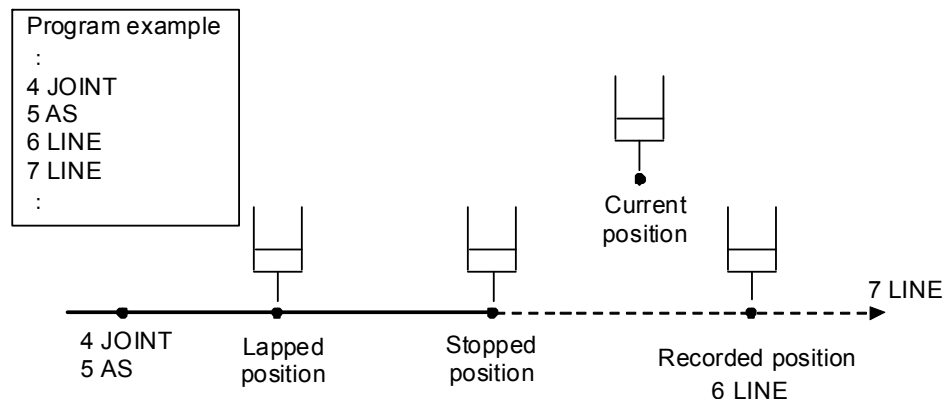 Program example
:
4 JOINT
5 AS
6 LINE
7 LINE
:
Current
position
7 LINE
4 JOINT
5 AS
Lapped
position
Stopped
position
Recorded position
6 LINE